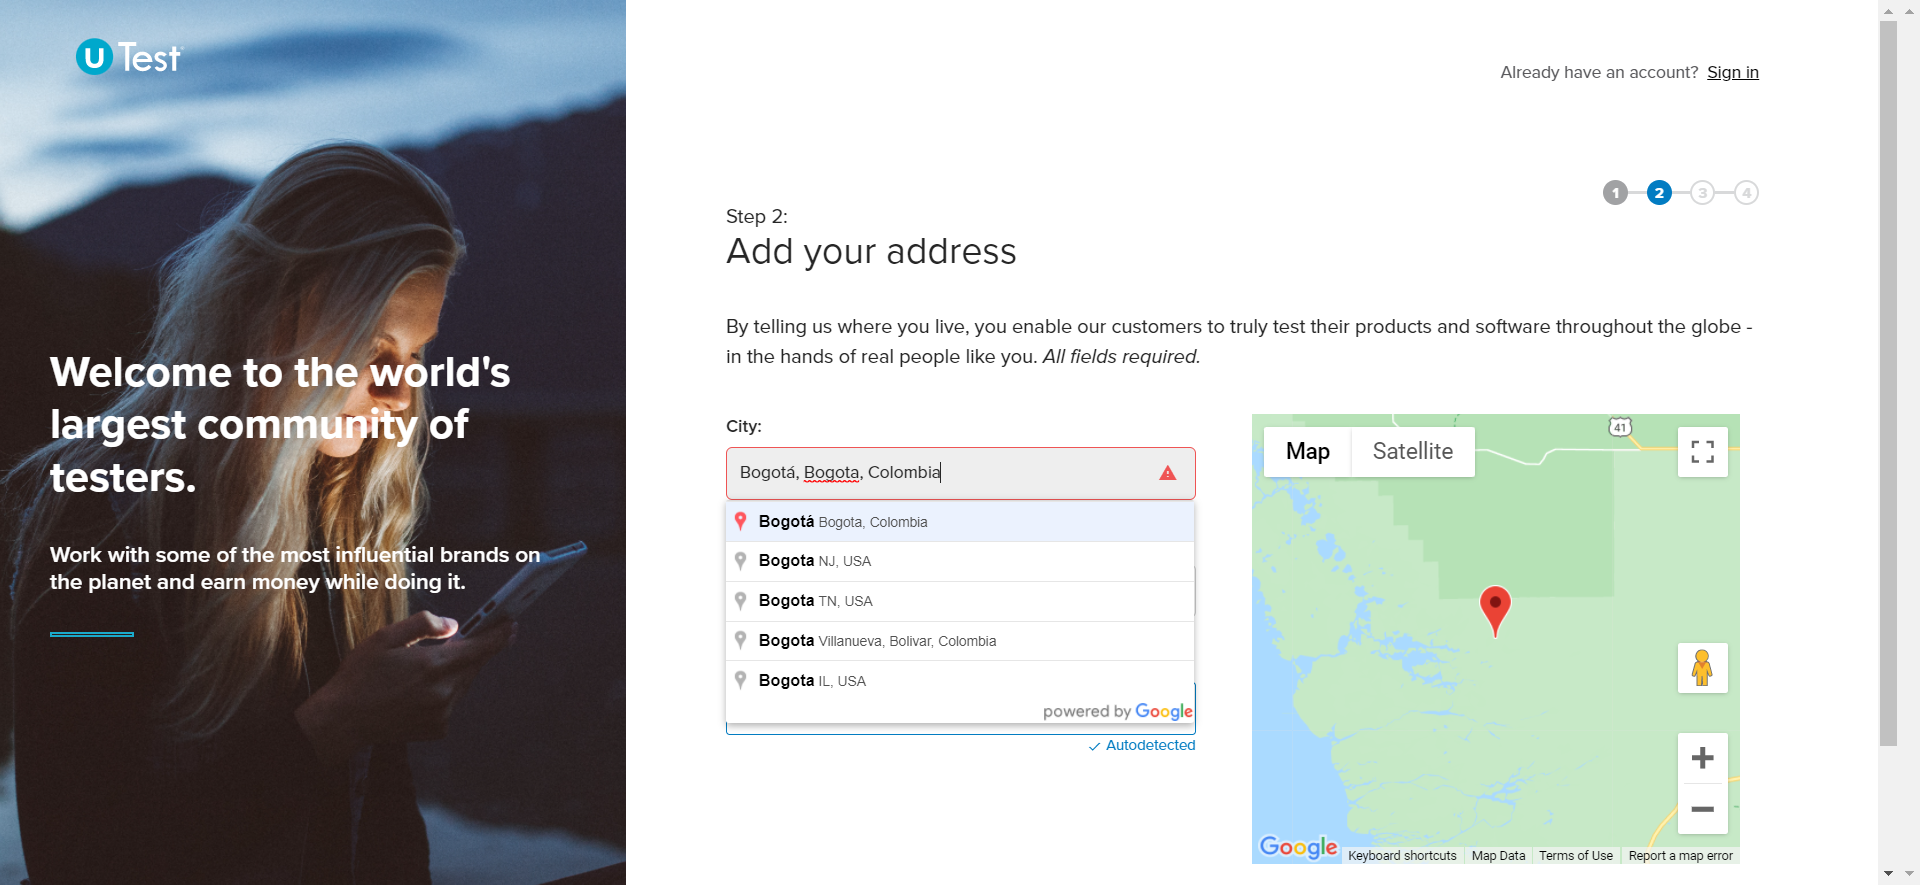 U Test
Welcome to the world's
largest community of
testers.
Work with some of the most influential brands on
the planet and earn money while doing it.
Already have an account? Sign in
1 2 3 4
Step 2:
Add your address
By telling us where you live, you enable our customers to truly test their products and software throughout the globe -
in the hands of real people like you. All fields required.
City:
Bogotá, Bogota, Colombia
Bogotá Bogota, Colombia
Bogota NJ, USA
Bogota TN, USA
Bogota Villanueva, Bolivar, Colombia
Bogota IL, USA
powered by Google
Autodetected
Map Satellite
41
Google Keyboard shortcuts Map Data Terms of Use Report a map error